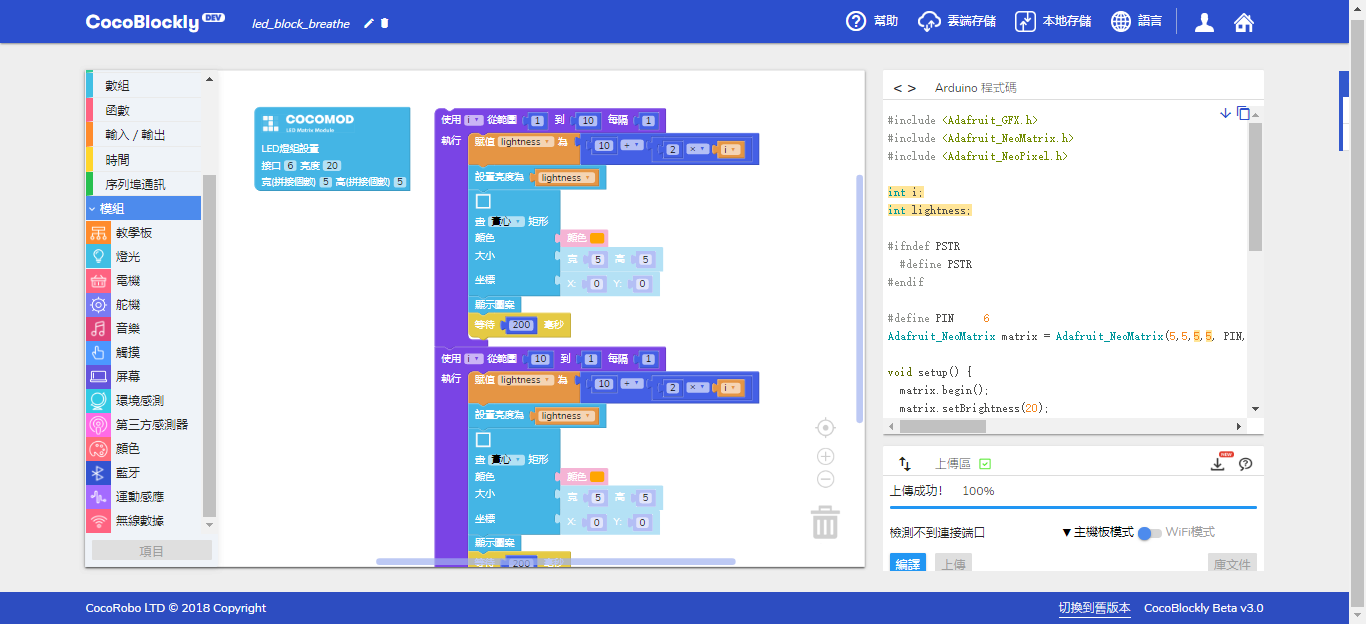 CocoBlockly DEV
led_block_breathe
幫助
雲端存儲
本地存儲
語言
數組
函數
輸入 / 輸出
時間
序列埠通訊
模組
教學板
燈光
電機
舵機
音樂
觸摸
屏幕
環境感測
第三方感測器
顏色
藍牙
運動感應
無線數據
項目
COCOMOD
LED Matrix Module
LED燈組設置
接口 6 亮度 20
寬(拼接個數) 5 高(拼接個數) 5
使用 i 從範圍 1 到 10 每隔 1
執行 賦值 lightness 為 10 ÷ 2 × i
設置亮度為 lightness
畫 實心 矩形
顏色 顏色
大小 寬 5 高 5
坐標 X: 0 Y: 0
顯示圖案
等待 200 毫秒
使用 i 從範圍 10 到 1 每隔 1
執行 賦值 lightness 為 10 ÷ 2 × i
設置亮度為 lightness
畫 實心 矩形
顏色 顏色
大小 寬 5 高 5
坐標 X: 0 Y: 0
顯示圖案
等待 200 毫秒
< > Arduino 程式碼
#include <Adafruit_GFX.h>
#include <Adafruit_NeoMatrix.h>
#include <Adafruit_NeoPixel.h>
int i;
int lightness;
#ifndef PSTR
#define PSTR
#endif
#define PIN 6
Adafruit_NeoMatrix matrix = Adafruit_NeoMatrix(5,5,5,5, PIN,
void setup() {
matrix.begin();
matrix.setBrightness(20);
上傳區
NEW
上傳成功! 100%
檢測不到連接端口
▼主機板模式 WiFi模式
編譯 上傳 庫文件
CocoRobo LTD © 2018 Copyright
切換到舊版本 CocoBlockly Beta v3.0